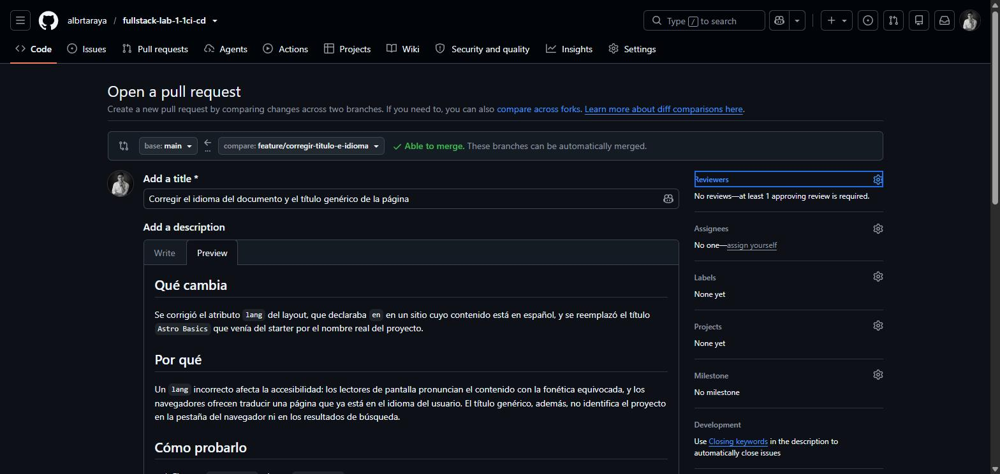 albrtaraya / fullstack-lab-1-1ci-cd
Type / to search
Code Issues Pull requests Agents Actions Projects Wiki Security and quality Insights Settings
Open a pull request
Create a new pull request by comparing changes across two branches. If you need to, you can also compare across forks. Learn more about diff comparisons here.
base: main ... compare: feature/corregir-titulo-e-idioma Able to merge. These branches can be automatically merged.
Add a title *
Corregir el idioma del documento y el título genérico de la página
Add a description
Write Preview
Qué cambia
Se corrigió el atributo lang del layout, que declaraba en en un sitio cuyo contenido está en español, y se reemplazó el título
Astro Basics que venía del starter por el nombre real del proyecto.
Por qué
Un lang incorrecto afecta la accesibilidad: los lectores de pantalla pronuncian el contenido con la fonética equivocada, y los
navegadores ofrecen traducir una página que ya está en el idioma del usuario. El título genérico, además, no identifica el proyecto
en la pestaña del navegador ni en los resultados de búsqueda.
Cómo probarlo
Reviewers
No reviews—at least 1 approving review is required.
Assignees
No one—assign yourself
Labels
None yet
Projects
None yet
Milestone
No milestone
Development
Use Closing keywords in the description to
automatically close issues